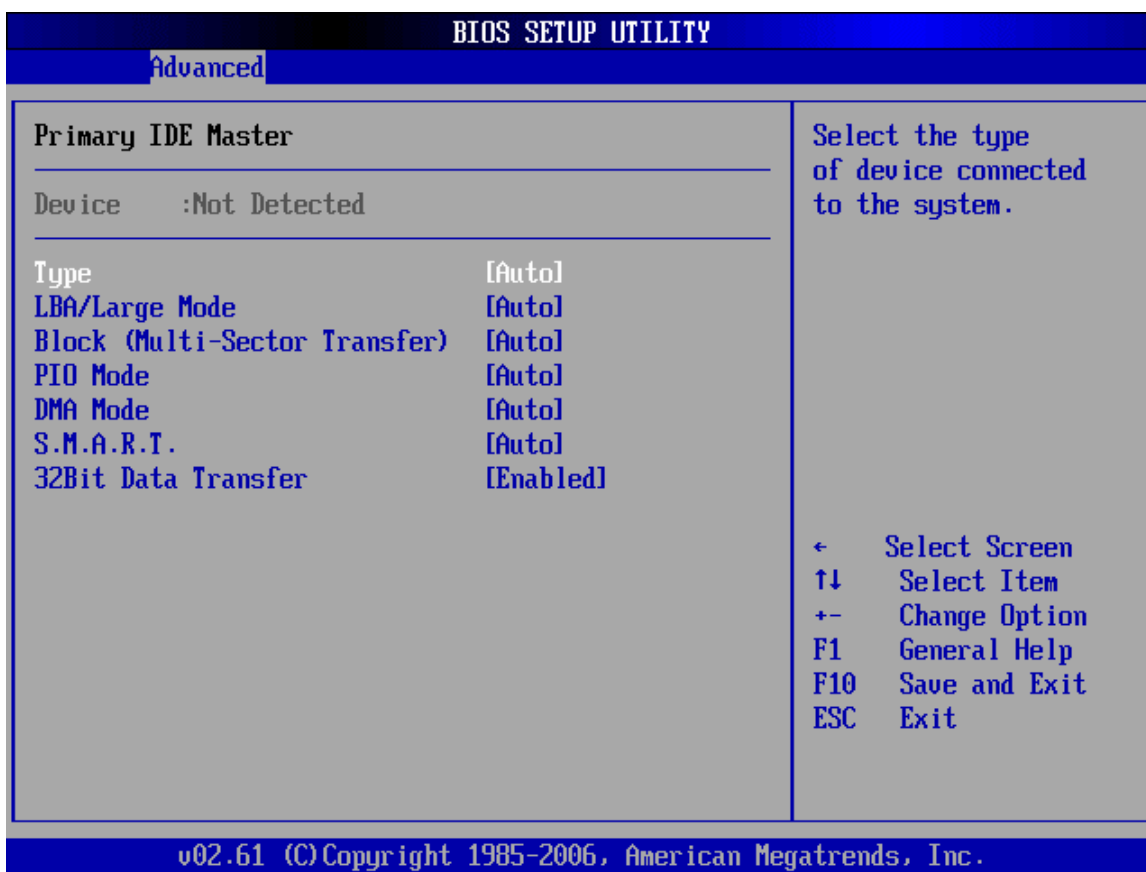 BIOS SETUP UTILITY
Advanced
Primary IDE Master
Device :Not Detected
Type [Auto]
LBA/Large Mode [Auto]
Block (Multi-Sector Transfer) [Auto]
PIO Mode [Auto]
DMA Mode [Auto]
S.M.A.R.T. [Auto]
32Bit Data Transfer [Enabled]
Select the type
of device connected
to the system.
← Select Screen
↑↓ Select Item
+- Change Option
F1 General Help
F10 Save and Exit
ESC Exit
v02.61 (C)Copyright 1985-2006, American Megatrends, Inc.